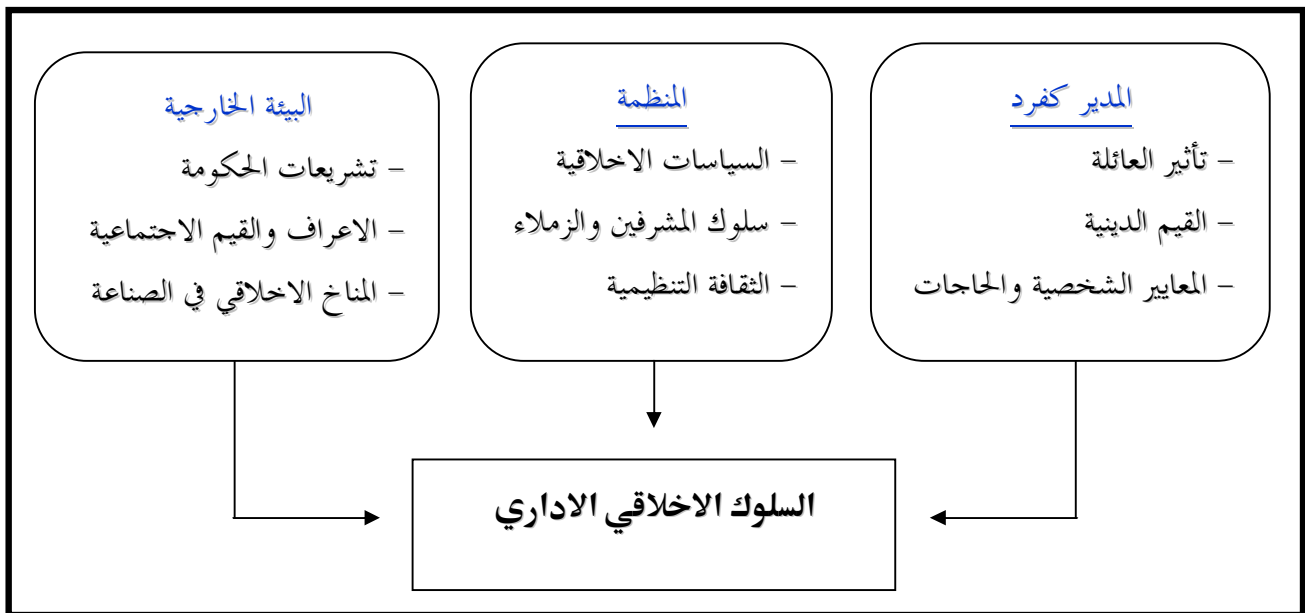 المدير كفرد
– تأثير العائلة
– القيم الدينية
– المعايير الشخصية والحاجات
المنظمة
– السياسات الاخلاقية
– سلوك المشرفين والزملاء
– الثقافة التنظيمية
البيئة الخارجية
– تشريعات الحكومة
– الاعراف والقيم الاجتماعية
– المناخ الاخلاقي في الصناعة
السلوك الاخلاقي الاداري